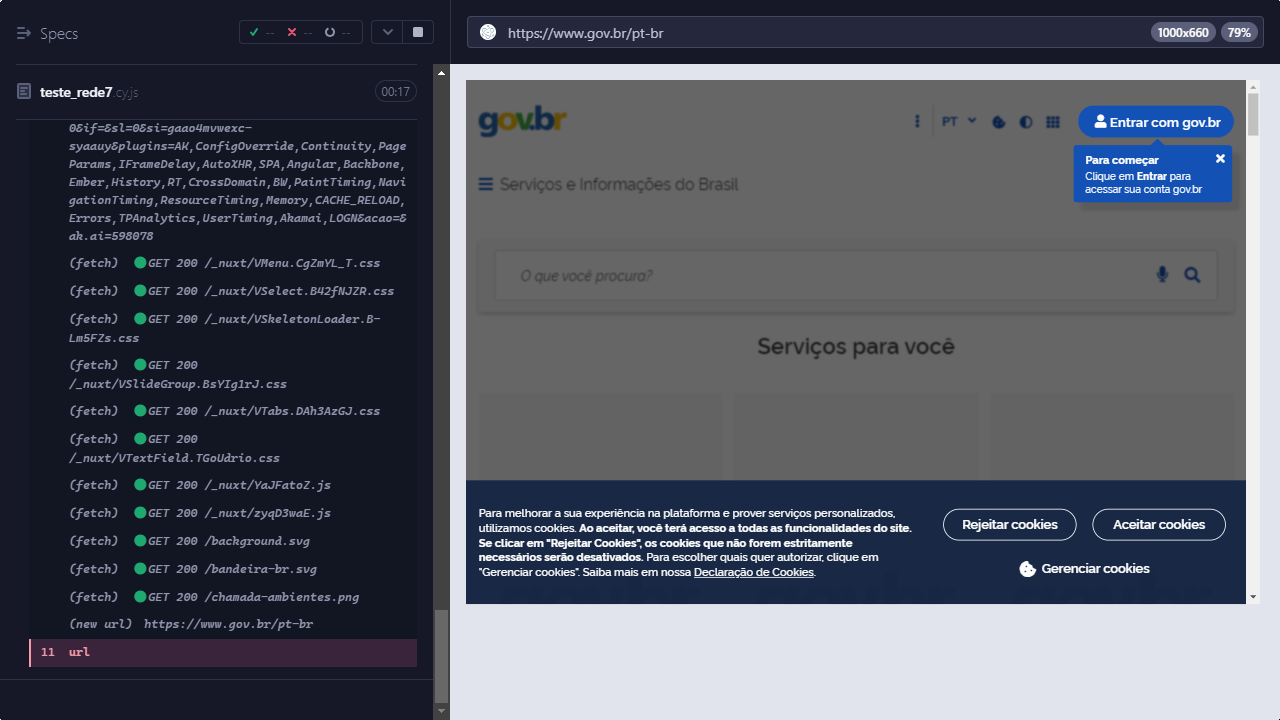 Specs
-- -- --
teste_rede7.cy.js
00:17
0&if=&sl=0&si=gaao4mvwexc-
syaauy&plugins=AK,ConfigOverride,Continuity,Page
Params,IFrameDelay,AutoXHR,SPA,Angular,Backbone,
Ember,History,RT,CrossDomain,BW,PaintTiming,Navi
gationTiming,ResourceTiming,Memory,CACHE_RELOAD,
Errors,TPAnalytics,UserTiming,Akamai,LOGN&acao=&
ak.ai=598078
(fetch) GET 200 /_nuxt/VMenu.CgZmYL_T.css
(fetch) GET 200 /_nuxt/VSelect.B42fNJZR.css
(fetch) GET 200 /_nuxt/VSkeletonLoader.B-
Lm5FZs.css
(fetch) GET 200
/_nuxt/VSlideGroup.BsYIg1rJ.css
(fetch) GET 200 /_nuxt/VTabs.DAh3AzGJ.css
(fetch) GET 200
/_nuxt/VTextField.TGoUdrio.css
(fetch) GET 200 /_nuxt/YaJFatoZ.js
(fetch) GET 200 /_nuxt/zyqD3waE.js
(fetch) GET 200 /background.svg
(fetch) GET 200 /bandeira-br.svg
(fetch) GET 200 /chamada-ambientes.png
(new url) https://www.gov.br/pt-br
11 url
https://www.gov.br/pt-br
1000x660
79%
gov.br
PT
Entrar com gov.br
Para começar
Clique em Entrar para
acessar sua conta gov.br
Serviços e Informações do Brasil
O que você procura?
Serviços para você
Para melhorar a sua experiência na plataforma e prover serviços personalizados,
utilizamos cookies. Ao aceitar, você terá acesso a todas as funcionalidades do site.
Se clicar em "Rejeitar Cookies", os cookies que não forem estritamente
necessários serão desativados. Para escolher quais quer autorizar, clique em
"Gerenciar cookies". Saiba mais em nossa Declaração de Cookies.
Rejeitar cookies
Aceitar cookies
Gerenciar cookies